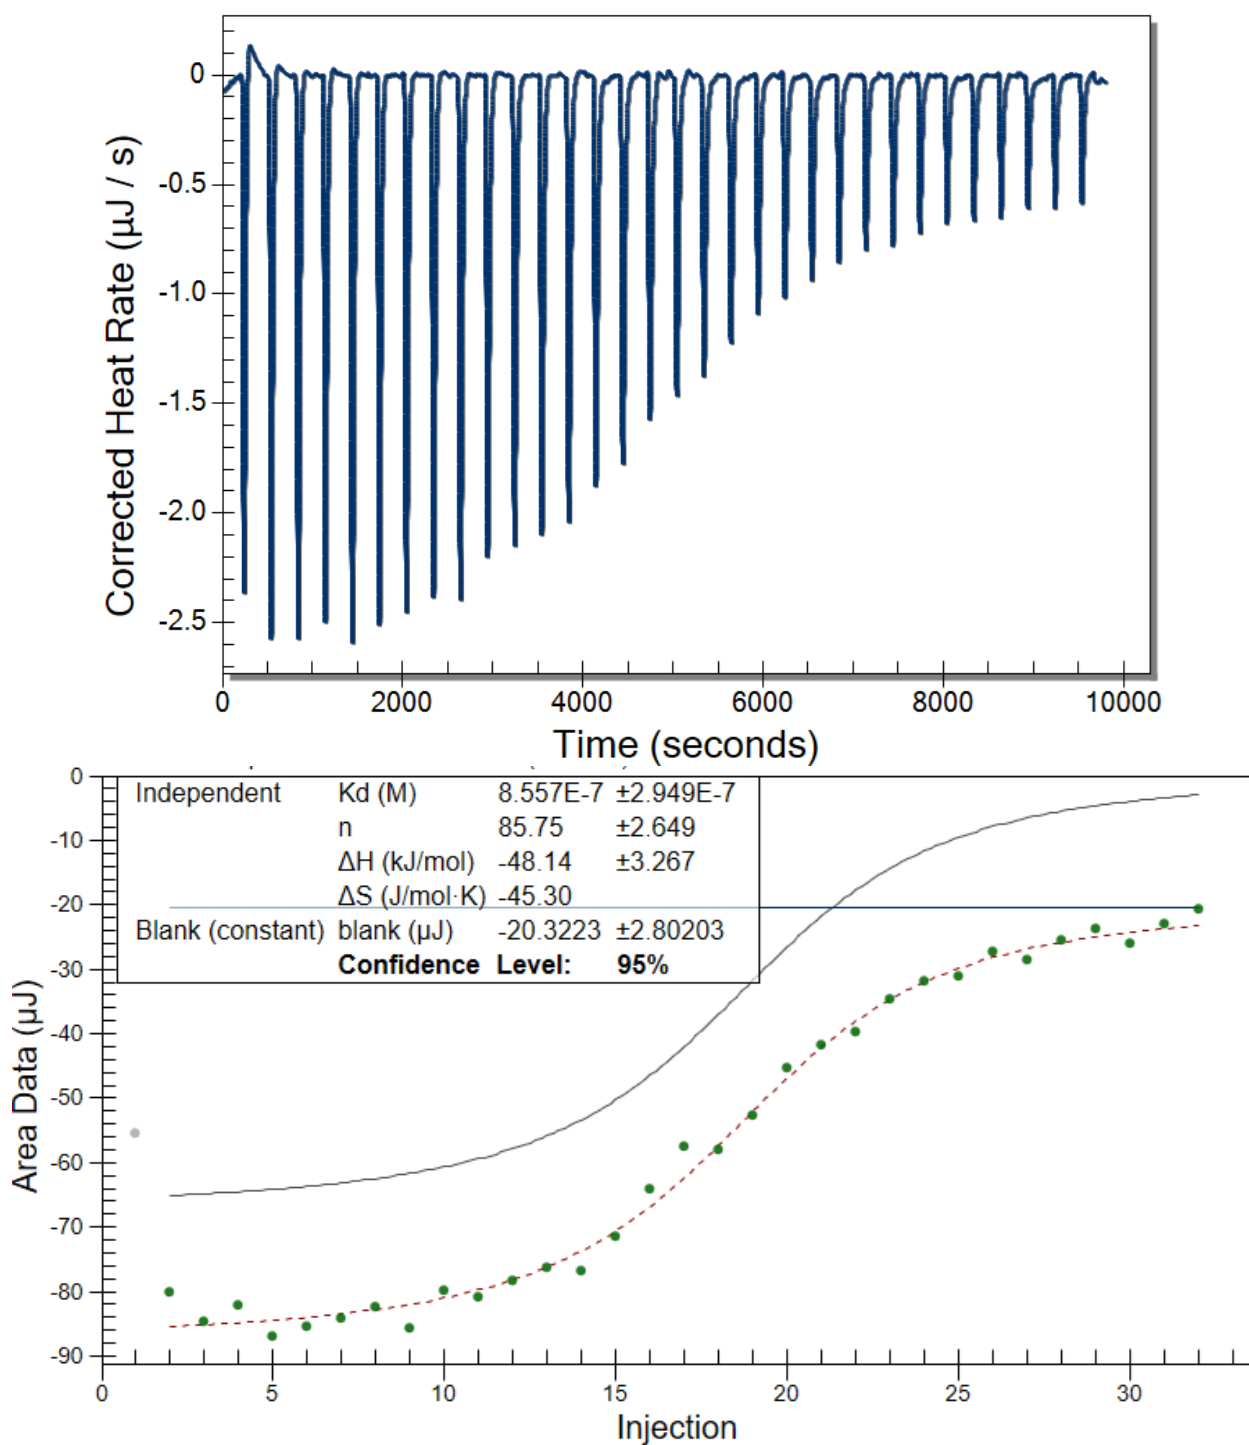 0
-0.5
-1.0
-1.5
-2.0
-2.5
Corrected Heat Rate (µJ / s)
0 2000 4000 6000 8000 10000
Time (seconds)
Independent Kd (M) 8.557E-7 ±2.949E-7
n 85.75 ±2.649
ΔH (kJ/mol) -48.14 ±3.267
ΔS (J/mol·K) -45.30
Blank (constant) blank (µJ) -20.3223 ±2.80203
Confidence Level: 95%
0
-10
-20
-30
-40
-50
-60
-70
-80
-90
Area Data (µJ)
0 5 10 15 20 25 30
Injection